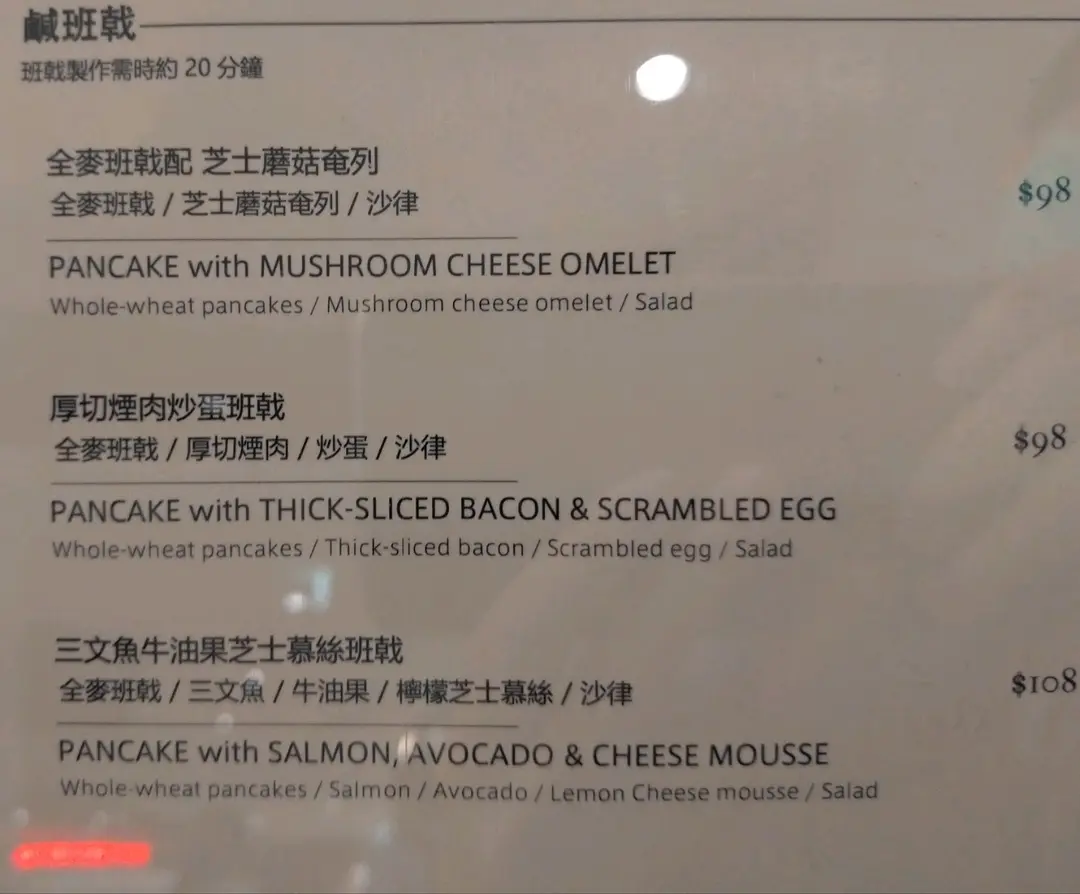 鹹班戟
班戟製作需時約 20 分鐘
全麥班戟配 芝士蘑菇奄列
全麥班戟 / 芝士蘑菇奄列 / 沙律
$98
PANCAKE with MUSHROOM CHEESE OMELET
Whole-wheat pancakes / Mushroom cheese omelet / Salad
厚切煙肉炒蛋班戟
全麥班戟 / 厚切煙肉 / 炒蛋 / 沙律
$98
PANCAKE with THICK-SLICED BACON & SCRAMBLED EGG
Whole-wheat pancakes / Thick-sliced bacon / Scrambled egg / Salad
三文魚牛油果芝士慕絲班戟
全麥班戟 / 三文魚 / 牛油果 / 檸檬芝士慕絲 / 沙律
$108
PANCAKE with SALMON, AVOCADO & CHEESE MOUSSE
Whole-wheat pancakes / Salmon / Avocado / Lemon Cheese mousse / Salad